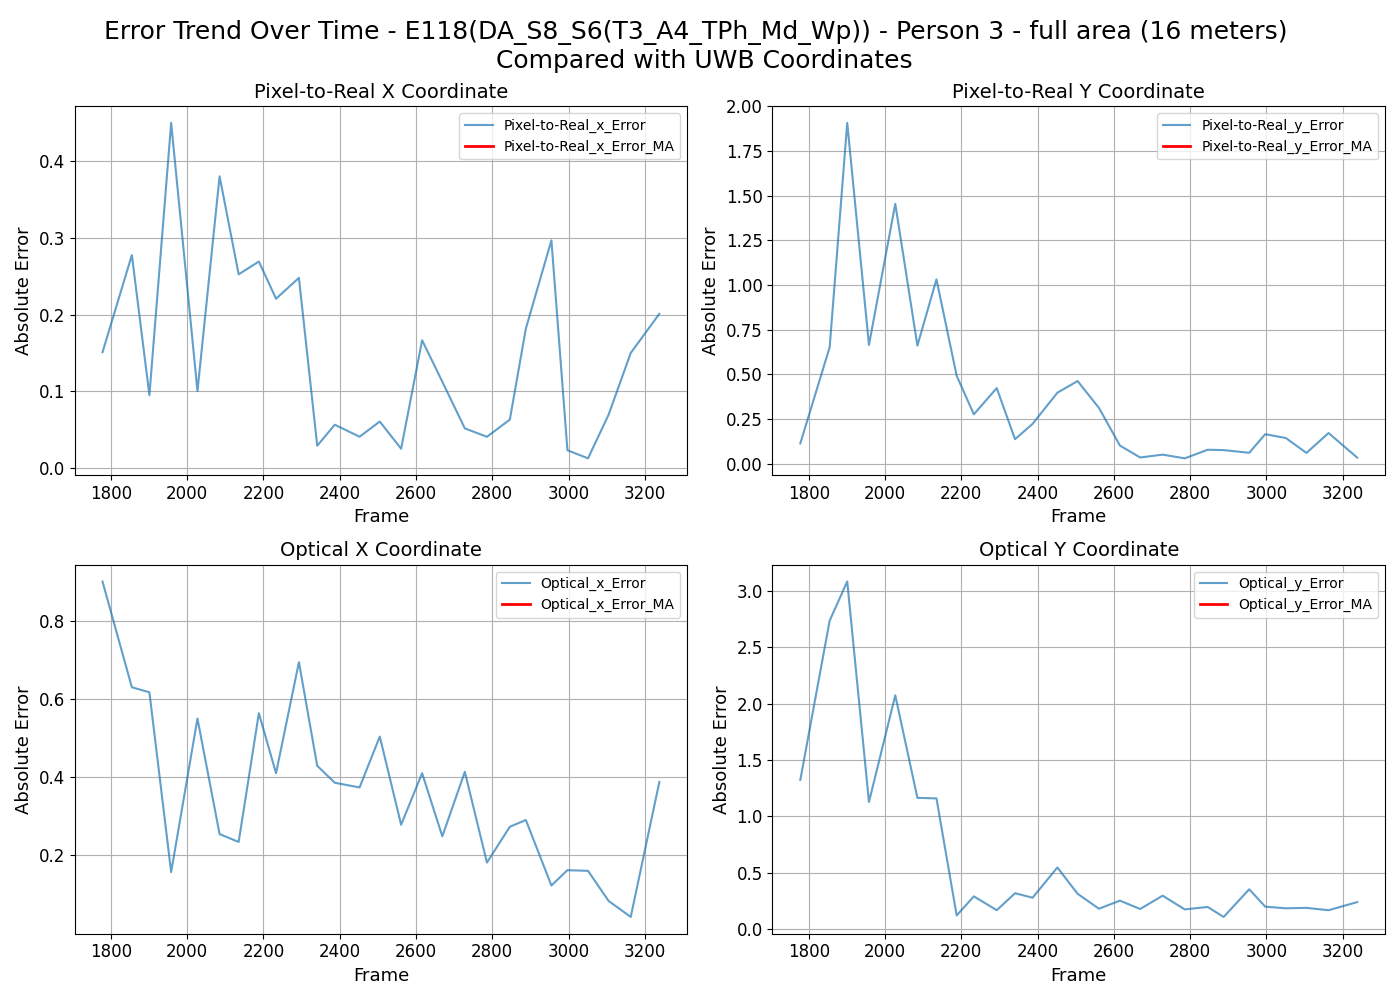 Error Trend Over Time - E118(DA_S8_S6(T3_A4_TPh_Md_Wp)) - Person 3 - full area (16 meters)
Compared with UWB Coordinates
Pixel-to-Real X Coordinate
Absolute Error
0.4
0.3
0.2
0.1
0.0
Pixel-to-Real_x_Error
Pixel-to-Real_x_Error_MA
1800 2000 2200 2400 2600 2800 3000 3200
Frame
Pixel-to-Real Y Coordinate
Absolute Error
2.00
1.75
1.50
1.25
1.00
0.75
0.50
0.25
0.00
Pixel-to-Real_y_Error
Pixel-to-Real_y_Error_MA
1800 2000 2200 2400 2600 2800 3000 3200
Frame
Optical X Coordinate
Absolute Error
0.8
0.6
0.4
0.2
Optical_x_Error
Optical_x_Error_MA
1800 2000 2200 2400 2600 2800 3000 3200
Frame
Optical Y Coordinate
Absolute Error
3.0
2.5
2.0
1.5
1.0
0.5
0.0
Optical_y_Error
Optical_y_Error_MA
1800 2000 2200 2400 2600 2800 3000 3200
Frame